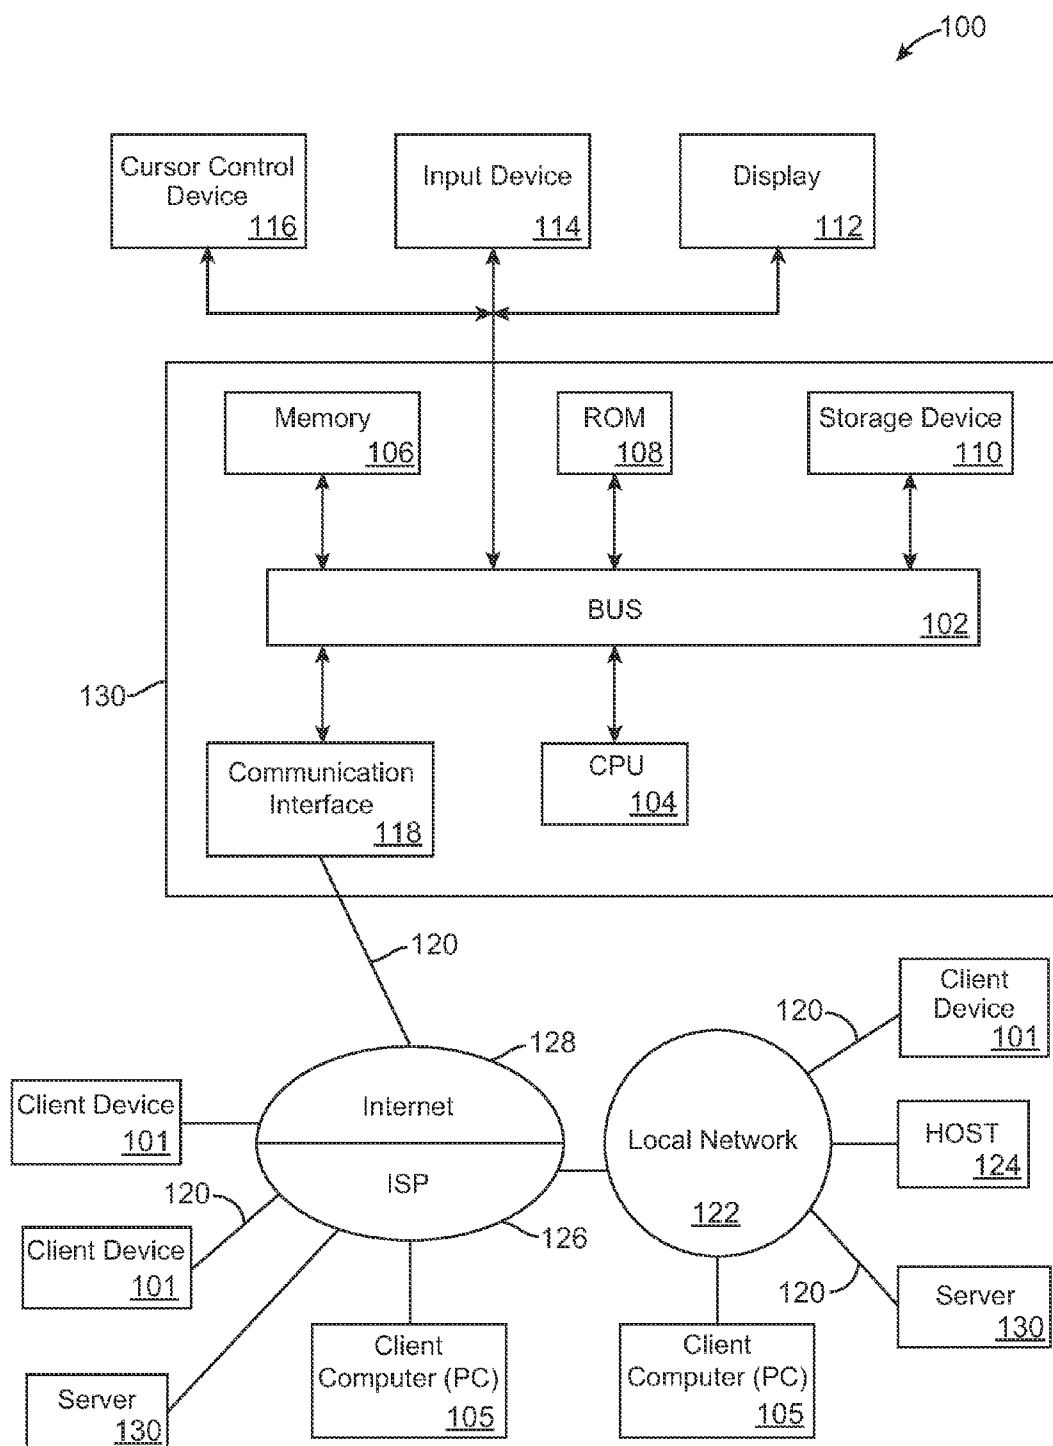 100
Cursor Control
Device
116
Input Device
114
Display
112
Memory
106
ROM
108
Storage Device
110
BUS
102
130
Communication
Interface
118
CPU
104
120
128
Internet
ISP
126
Client Device
101
120
Client Device
101
Server
130
Client
Computer (PC)
105
Local Network
122
120
Client
Device
101
HOST
124
120
Server
130
Client
Computer (PC)
105